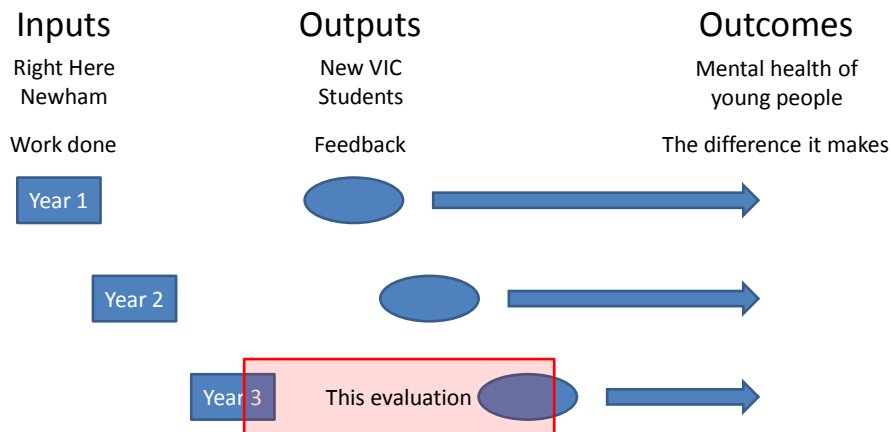 Inputs
Outputs
Outcomes
Right Here
Newham
New VIC
Students
Mental health of
young people
Work done
Feedback
The difference it makes
Year 1
Year 2
Year 3
This evaluation